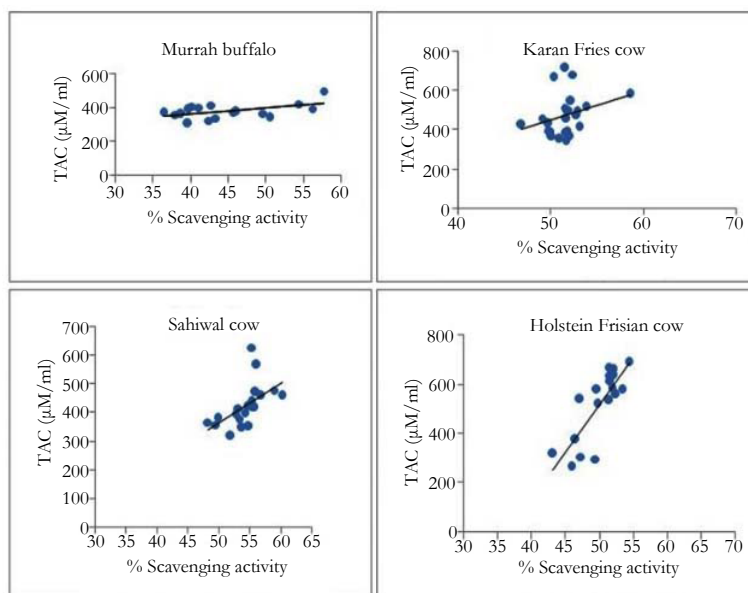 Murrah buffalo
TAC ((μM/ml)
600
400
200
0
30 35 40 45 50 55 60
% Scavenging activity
Karan Fries cow
TAC (μM/ml)
800
600
400
200
0
40 50 60 70
% Scavenging activity
Sahiwal cow
TAC (μM/ml)
700
600
500
400
300
200
100
0
30 35 40 45 50 55 60 65
% Scavenging activity
Holstein Frisian cow
TAC (μM/ml)
800
600
400
200
0
30 35 40 45 50 55 60 65 70
% Scavenging activity